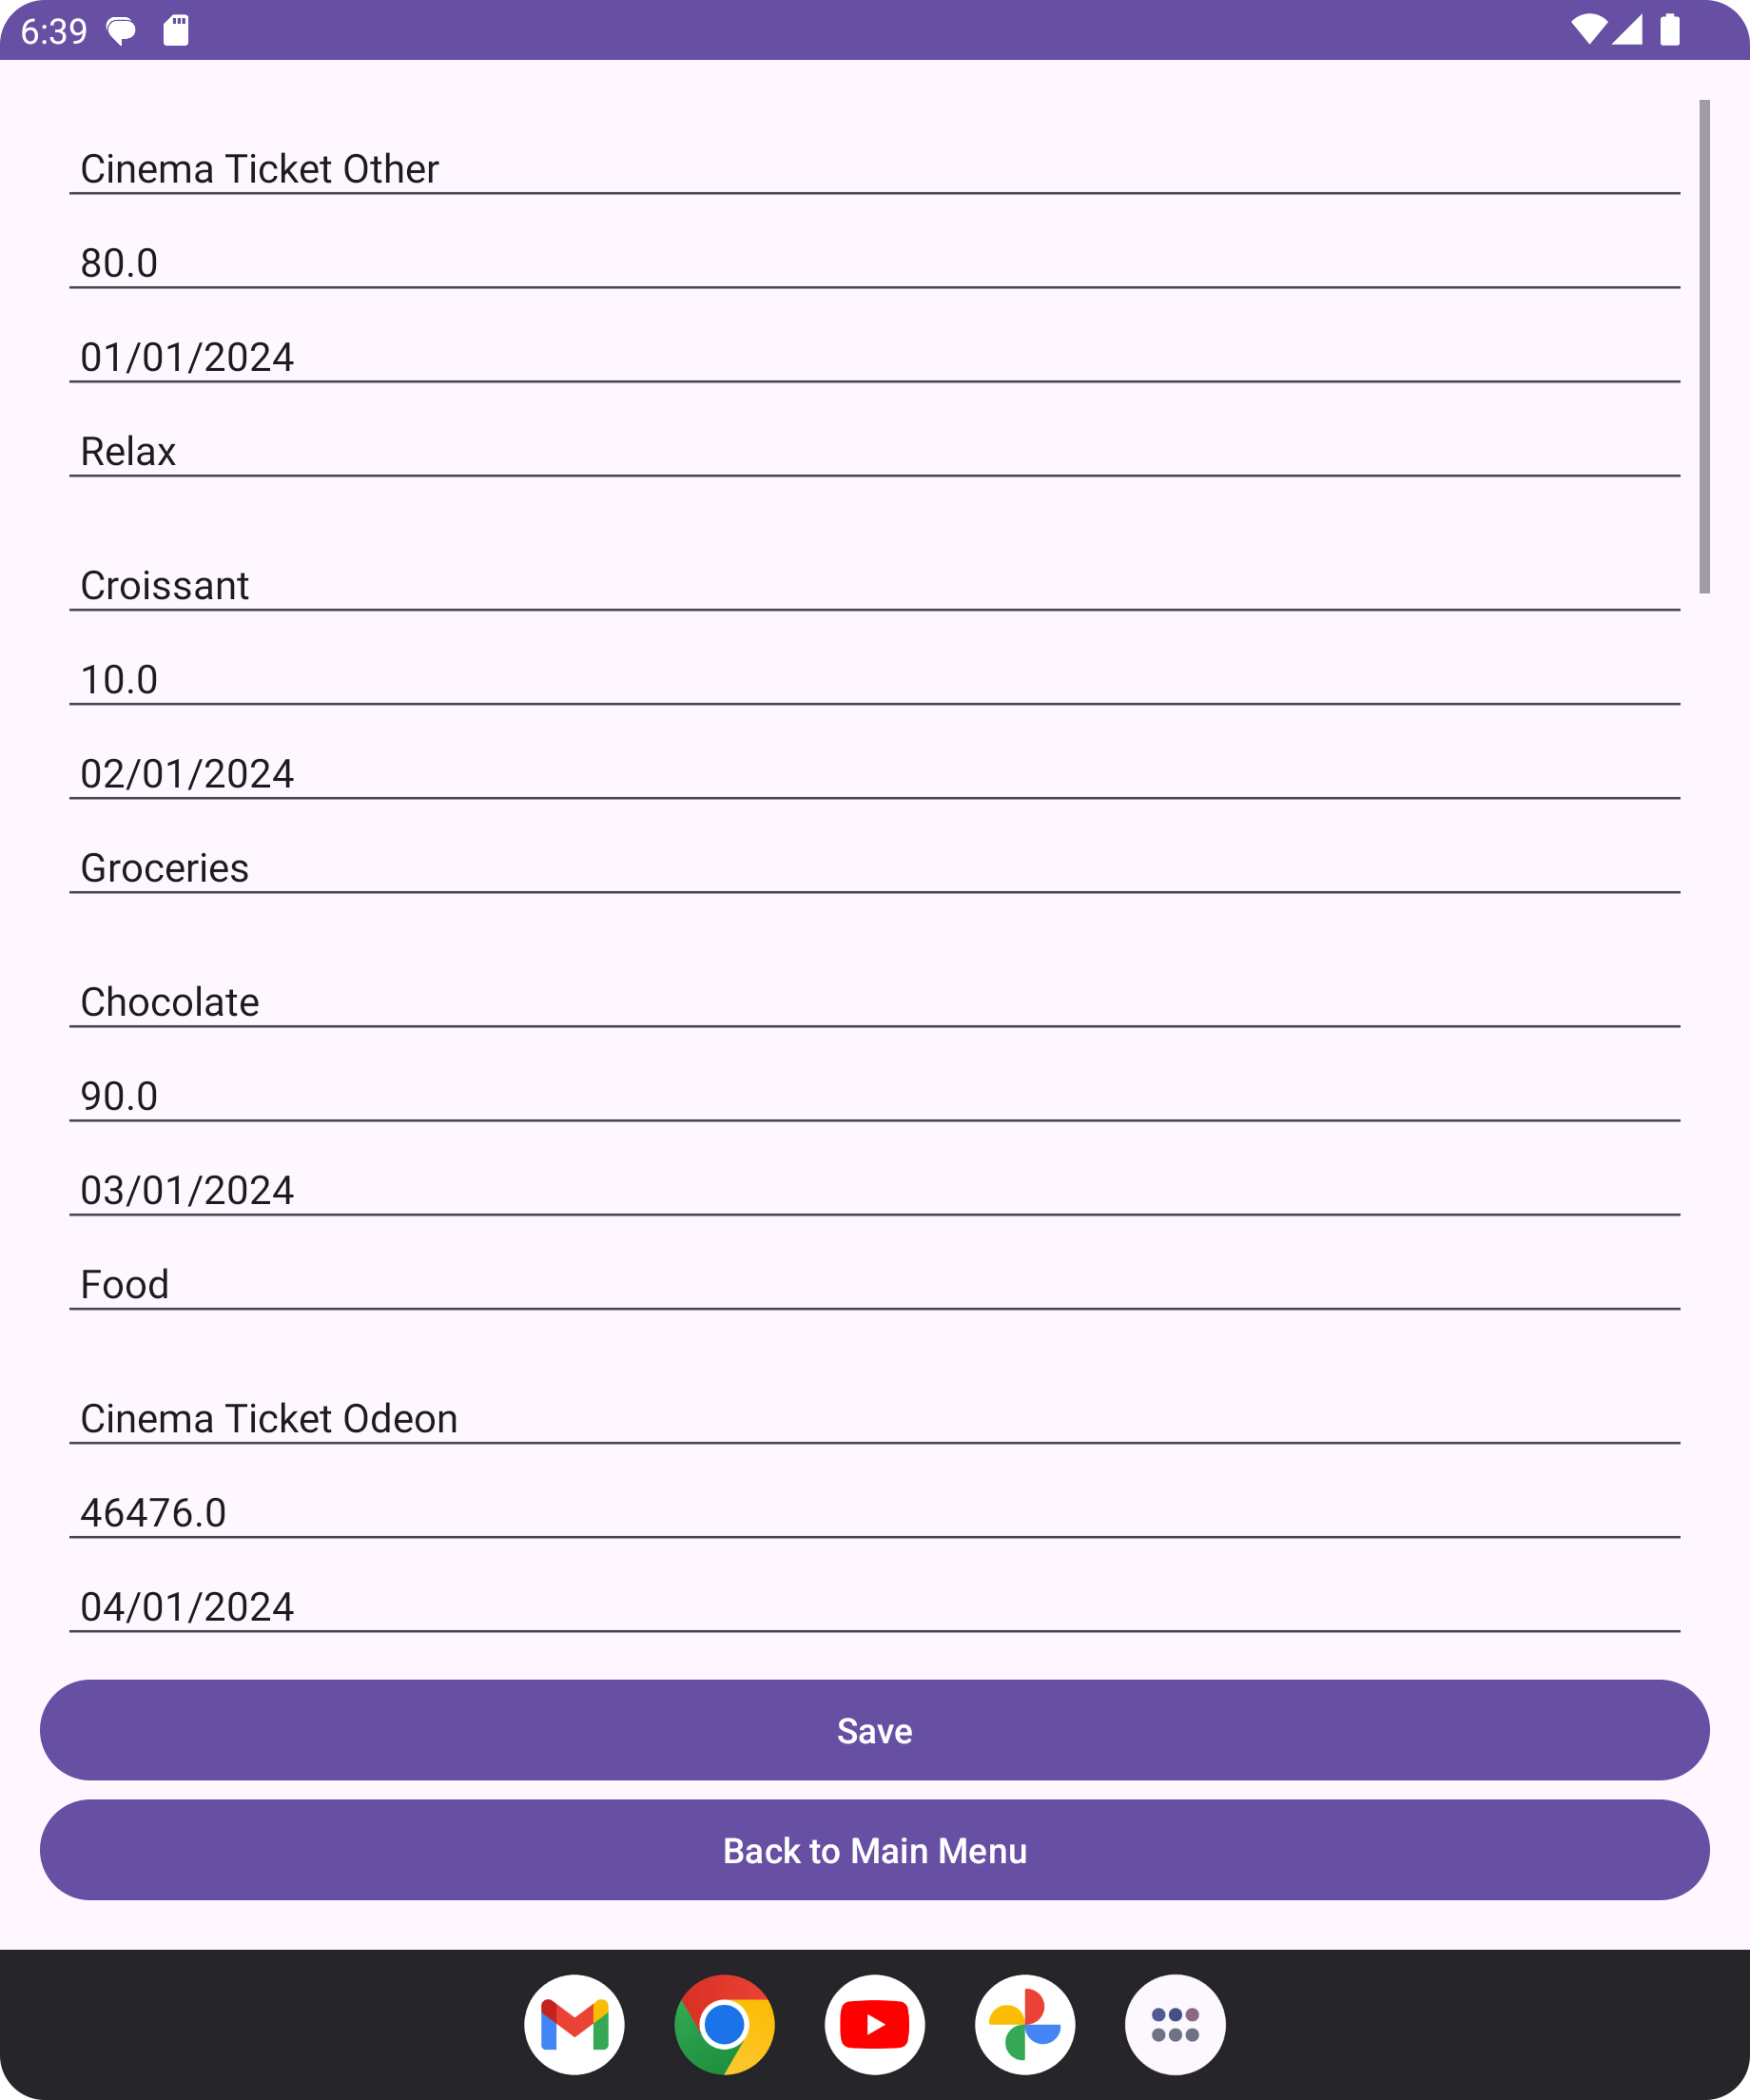 6:39
Cinema Ticket Other
80.0
01/01/2024
Relax
Croissant
10.0
02/01/2024
Groceries
Chocolate
90.0
03/01/2024
Food
Cinema Ticket Odeon
46476.0
04/01/2024
Save
Back to Main Menu